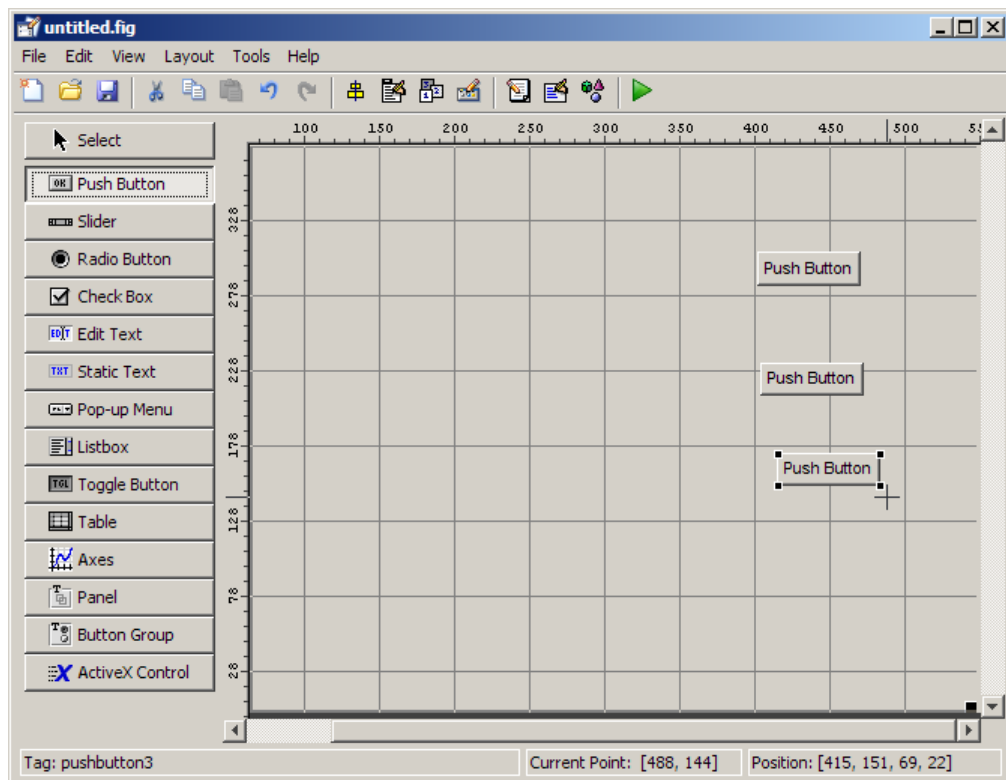 untitled.fig
File Edit View Layout Tools Help
Select
100 150 200 250 300 350 400 450 500
Push Button
Slider
Radio Button
Check Box
EDIT Edit Text
TXT Static Text
Pop-up Menu
Listbox
TGL Toggle Button
Table
Axes
Panel
Button Group
ActiveX Control
328
278
228
178
128
78
28
Push Button
Push Button
Push Button
Tag: pushbutton3
Current Point: [488, 144]
Position: [415, 151, 69, 22]